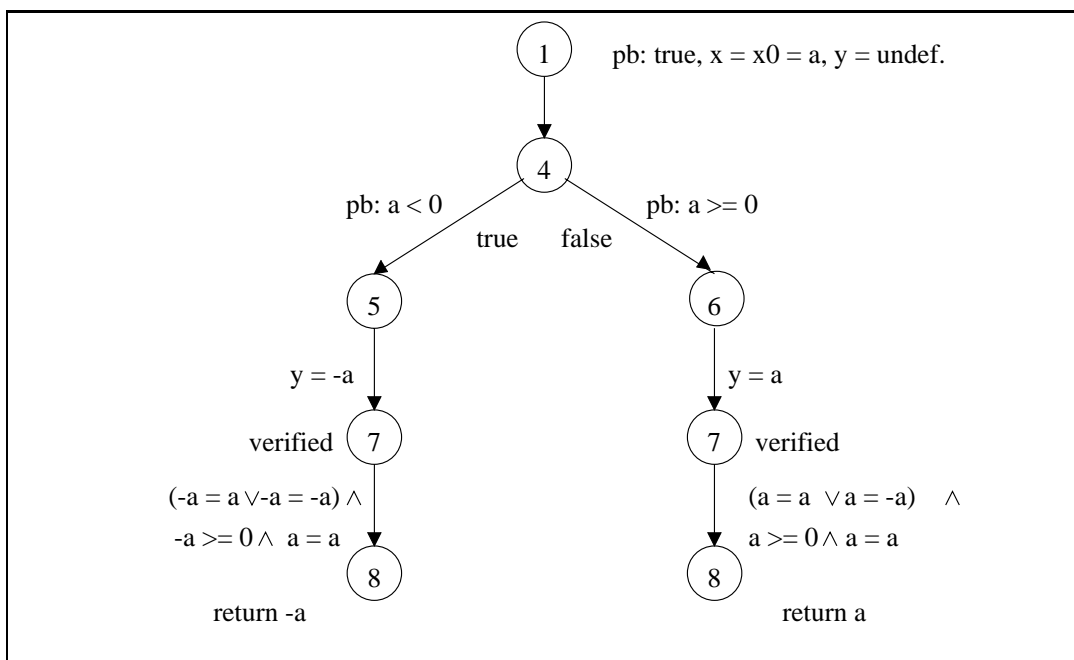 1 pb: true, x = x0 = a, y = undef.
4
pb: a < 0 pb: a >= 0
true false
5 6
y = -a y = a
verified 7 7 verified
(-a = a ∨ -a = -a) ∧ (a = a ∨ a = -a) ∧
-a >= 0 ∧ a = a a >= 0 ∧ a = a
8 8
return -a return a